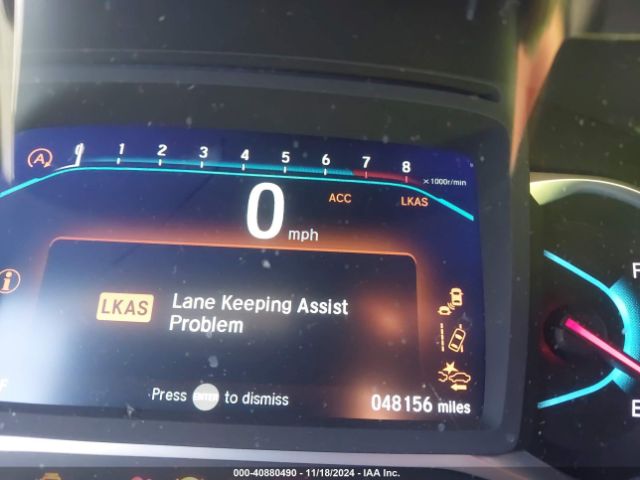 A
0 1 2 3 4 5 6 7 8
x 1000r/min
0 mph
ACC
LKAS
LKAS
Lane Keeping Assist
Problem
Press ENTER to dismiss
048156 miles
F
F
E
000-40880490 - 11/18/2024 - IAA Inc.